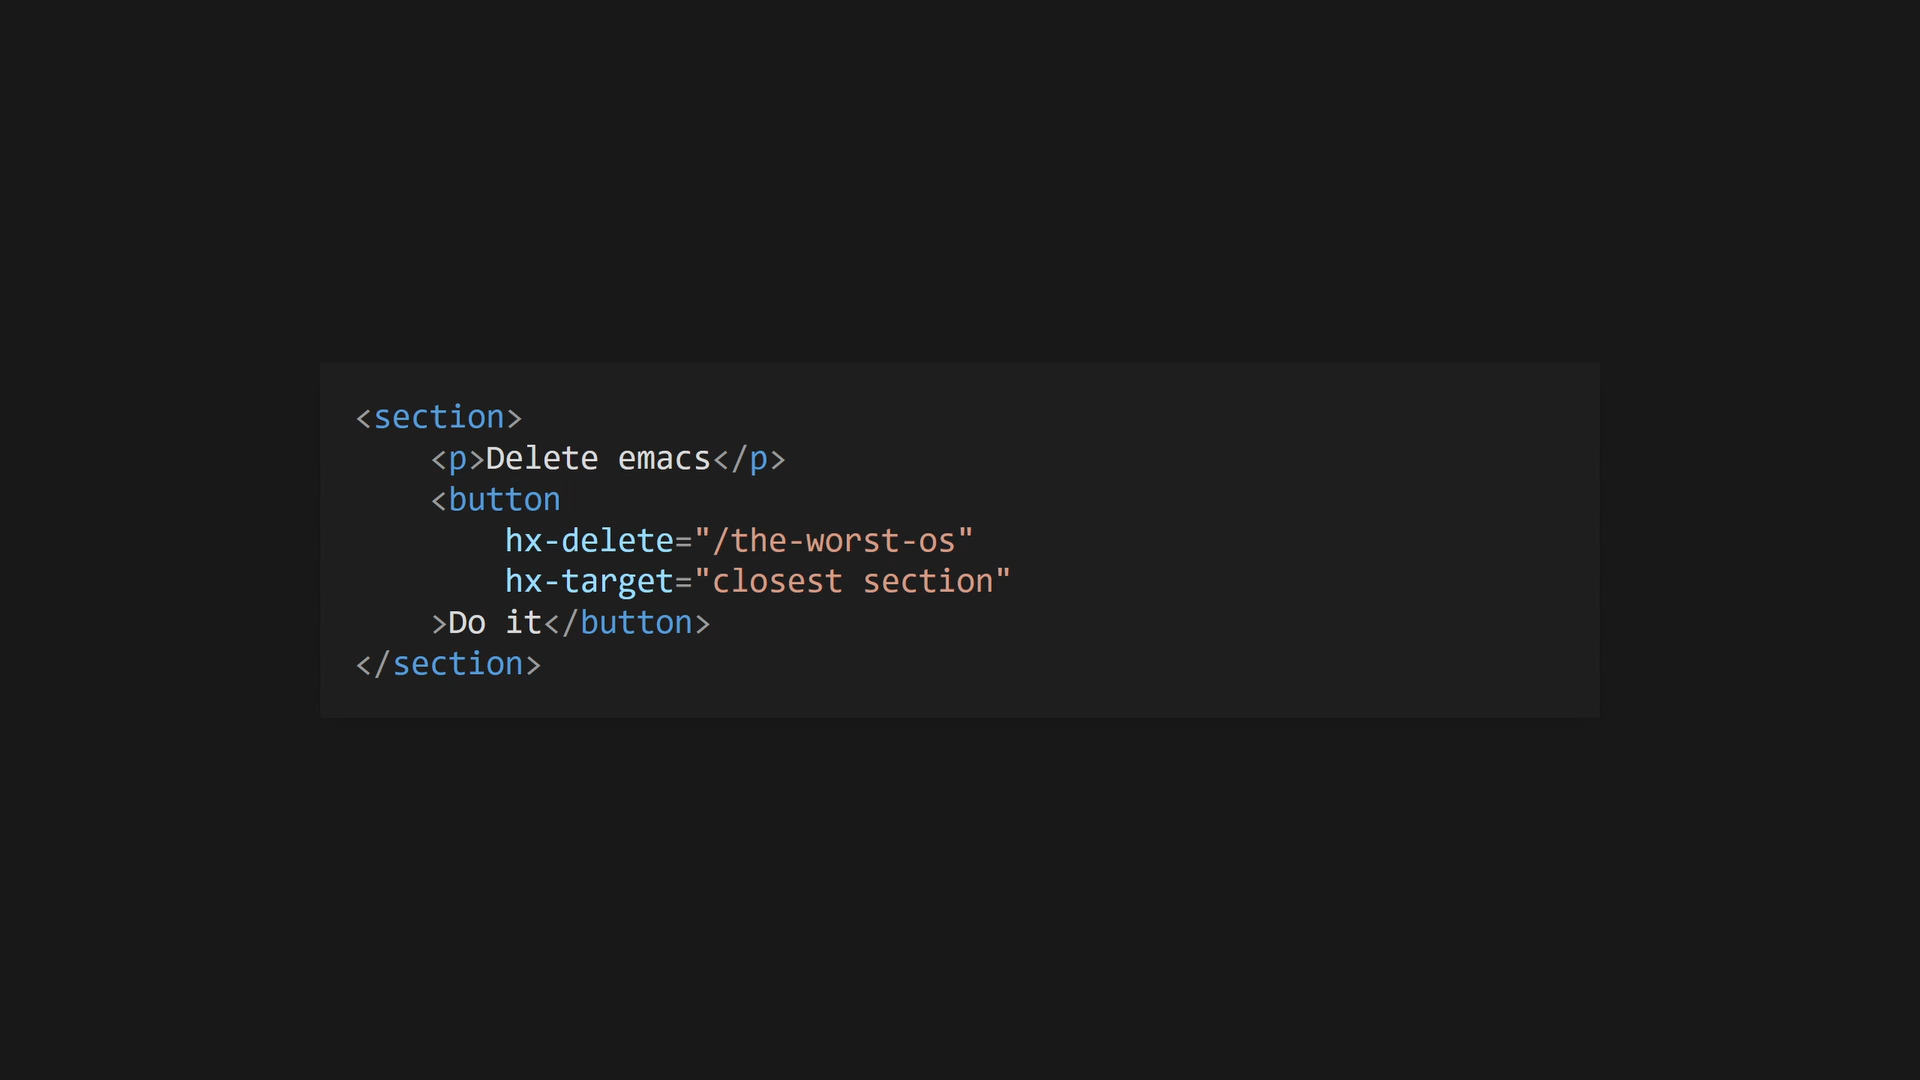 <section>
    <p>Delete emacs</p>
    <button
        hx-delete="/the-worst-os"
        hx-target="closest section"
    >Do it</button>
</section>